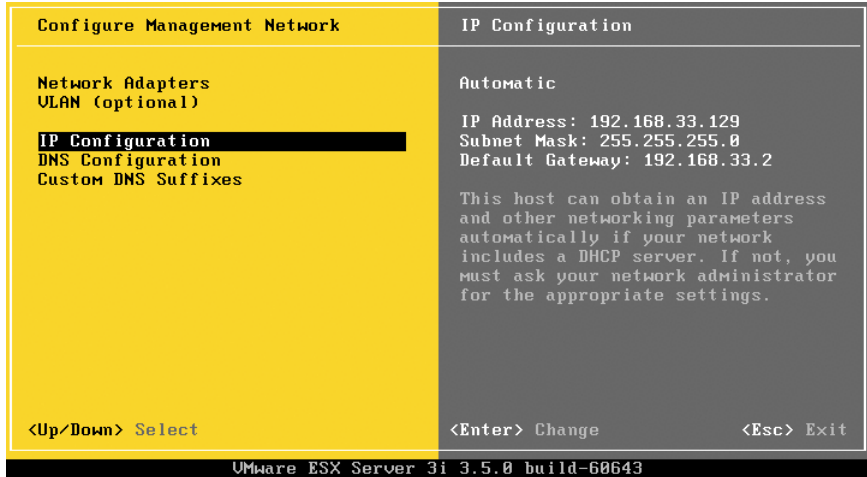 Configure Management Network
Network Adapters
VLAN (optional)
IP Configuration
DNS Configuration
Custom DNS Suffixes
<Up/Down> Select
IP Configuration
Automatic
IP Address: 192.168.33.129
Subnet Mask: 255.255.255.0
Default Gateway: 192.168.33.2
This host can obtain an IP address
and other networking parameters
automatically if your network
includes a DHCP server. If not, you
must ask your network administrator
for the appropriate settings.
<Enter> Change <Esc> Exit
VMware ESX Server 3i 3.5.0 build-60643